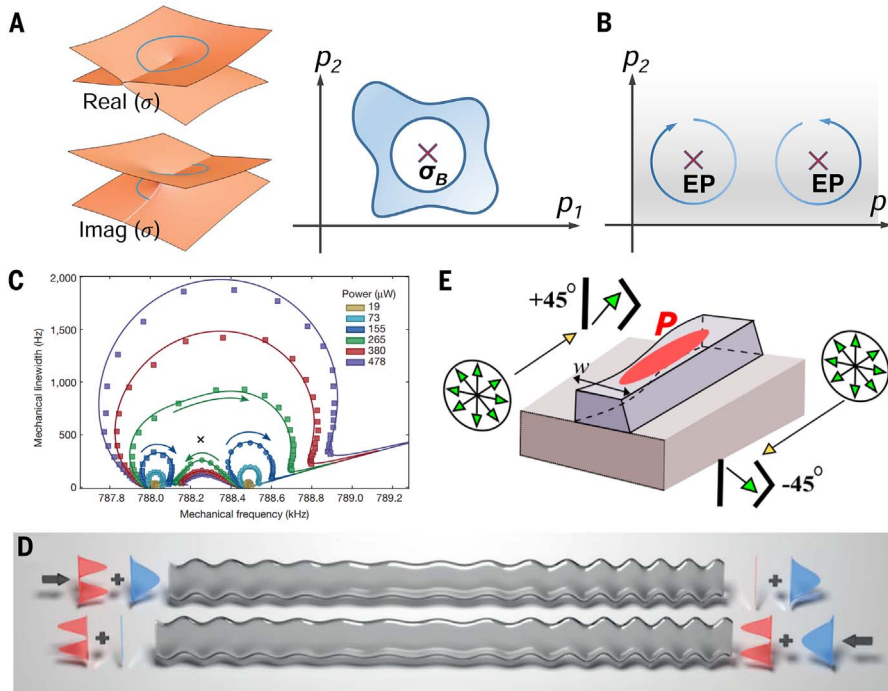 A
Real (σ)
Imag (σ)
p2
σB
p1
B
p2
EP
EP
p
C
2,000
1,500
1,000
500
0
Mechanical linewidth (Hz)
Power (μW)
19
73
155
265
380
478
×
787.8
788.0
788.2
788.4
788.6
788.8
789.0
789.2
Mechanical frequency (kHz)
E
+45°
P
w
-45°
D
+
+
+
+